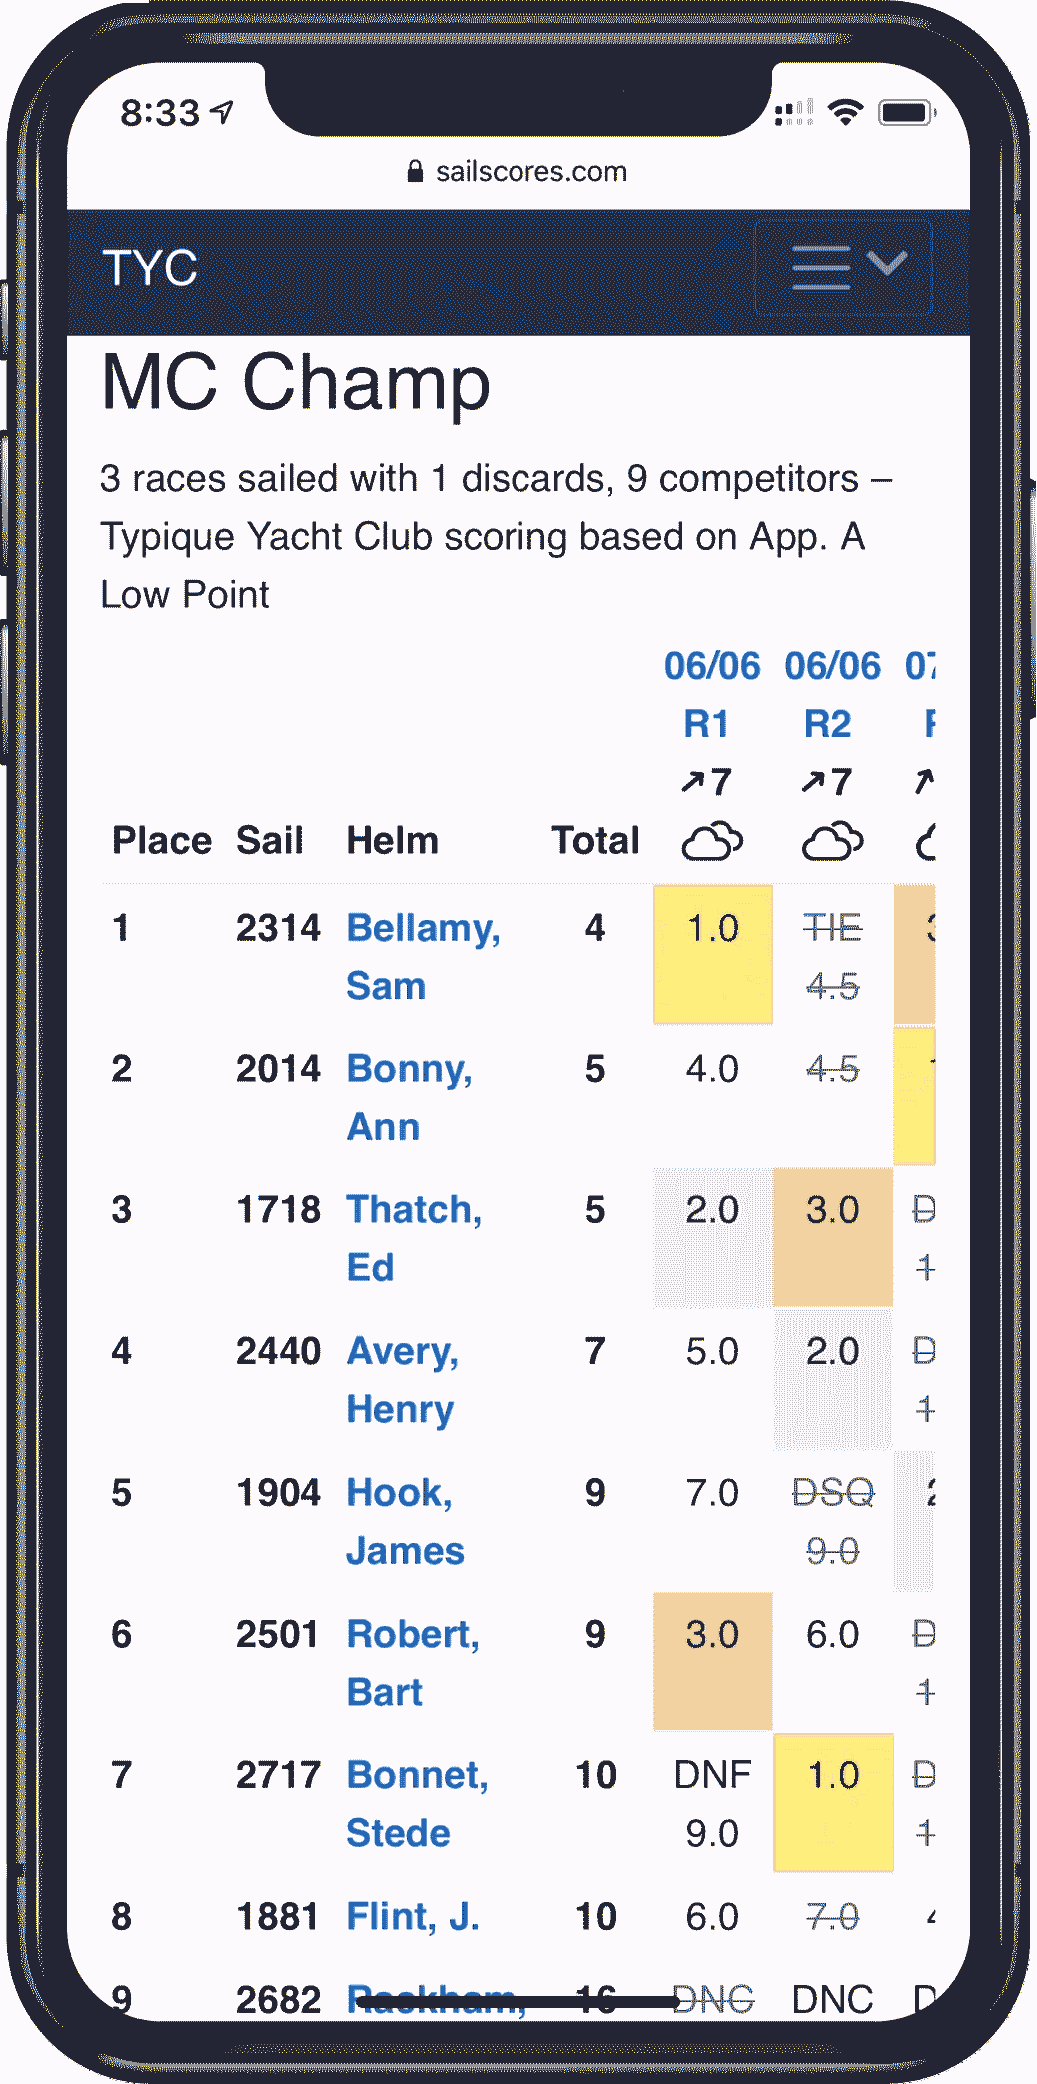 8:33
sailscores.com
TYC
MC Champ
3 races sailed with 1 discards, 9 competitors –
Typique Yacht Club scoring based on App. A
Low Point
06/06 06/06 07
R1 R2
7 7
Place Sail Helm Total
1 2314 Bellamy, 4 1.0 TIE
Sam 4.5
2 2014 Bonny, 5 4.0 4.5
Ann
3 1718 Thatch, 5 2.0 3.0 D
Ed 1
4 2440 Avery, 7 5.0 2.0 D
Henry 1
5 1904 Hook, 9 7.0 DSQ 2
James 9.0
6 2501 Robert, 9 3.0 6.0 D
Bart 1
7 2717 Bonnet, 10 DNF 1.0 D
Stede 9.0 1
8 1881 Flint, J. 10 6.0 7.0 4
9 2682 Rackham, 16 DNC DNC D